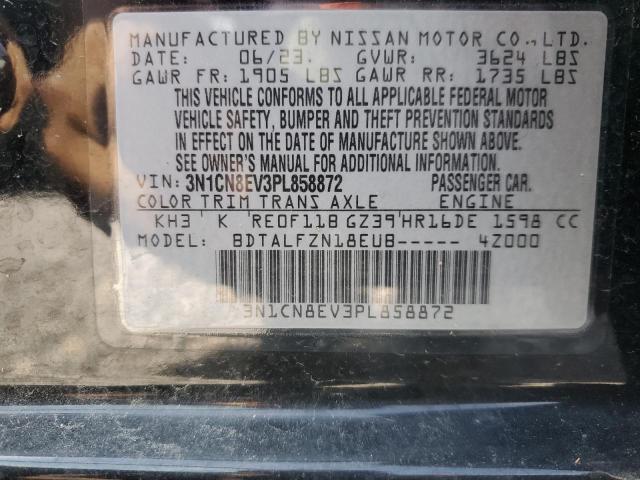 MANUFACTURED BY NISSAN MOTOR CO., LTD.
DATE: 06/23. GVWR: 3624 LBS
GAWR FR: 1905 LBS GAWR RR: 1735 LBS
THIS VEHICLE CONFORMS TO ALL APPLICABLE FEDERAL MOTOR
VEHICLE SAFETY, BUMPER AND THEFT PREVENTION STANDARDS
IN EFFECT ON THE DATE OF MANUFACTURE SHOWN ABOVE.
SEE OWNER'S MANUAL FOR ADDITIONAL INFORMATION.
VIN: 3N1CN8EV3PL858872 PASSENGER CAR.
COLOR TRIM TRANS AXLE ENGINE
KH3 K RE0F11B GZ39 HR16DE 1598 CC
MODEL: BDTALFZN18EUB----- 4Z000
3N1CN8EV3PL858872